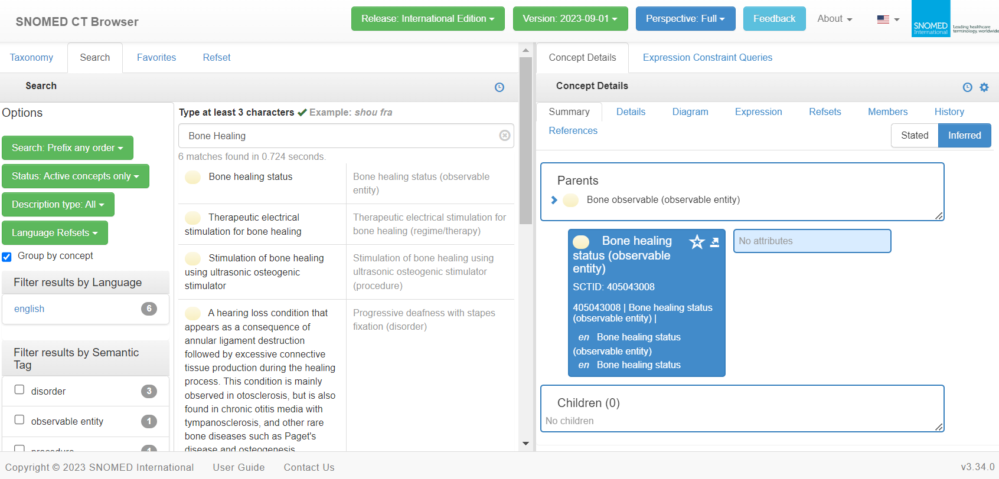 SNOMED CT Browser
Release: International Edition
Version: 2023-09-01
Perspective: Full
Feedback
About
SNOMED
International
Leading healthcare
terminology, worldwide
Taxonomy
Search
Favorites
Refset
Search
Options
Search: Prefix any order
Status: Active concepts only
Description type: All
Language Refsets
Group by concept
Filter results by Language
english
6
Filter results by Semantic
Tag
disorder
3
observable entity
1
procedure
1
Type at least 3 characters Example: shou fra
Bone Healing
6 matches found in 0.724 seconds.
Bone healing status
Bone healing status (observable
entity)
Therapeutic electrical
stimulation for bone healing
Therapeutic electrical stimulation for
bone healing (regime/therapy)
Stimulation of bone healing
using ultrasonic osteogenic
stimulator
Stimulation of bone healing using
ultrasonic osteogenic stimulator
(procedure)
A hearing loss condition that
appears as a consequence of
annular ligament destruction
followed by excessive connective
tissue production during the healing
process. This condition is mainly
observed in otosclerosis, but is also
found in chronic otitis media with
tympanosclerosis, and other rare
bone diseases such as Paget's
disease and osteogenesis
Progressive deafness with stapes
fixation (disorder)
Concept Details
Expression Constraint Queries
Concept Details
Summary
Details
Diagram
Expression
Refsets
Members
History
References
Stated
Inferred
Parents
Bone observable (observable entity)
Bone healing
status (observable
entity)
SCTID: 405043008
405043008 | Bone healing status
(observable entity) |
en Bone healing status
(observable entity)
en Bone healing status
No attributes
Children (0)
No children
Copyright © 2023 SNOMED International
User Guide
Contact Us
v3.34.0